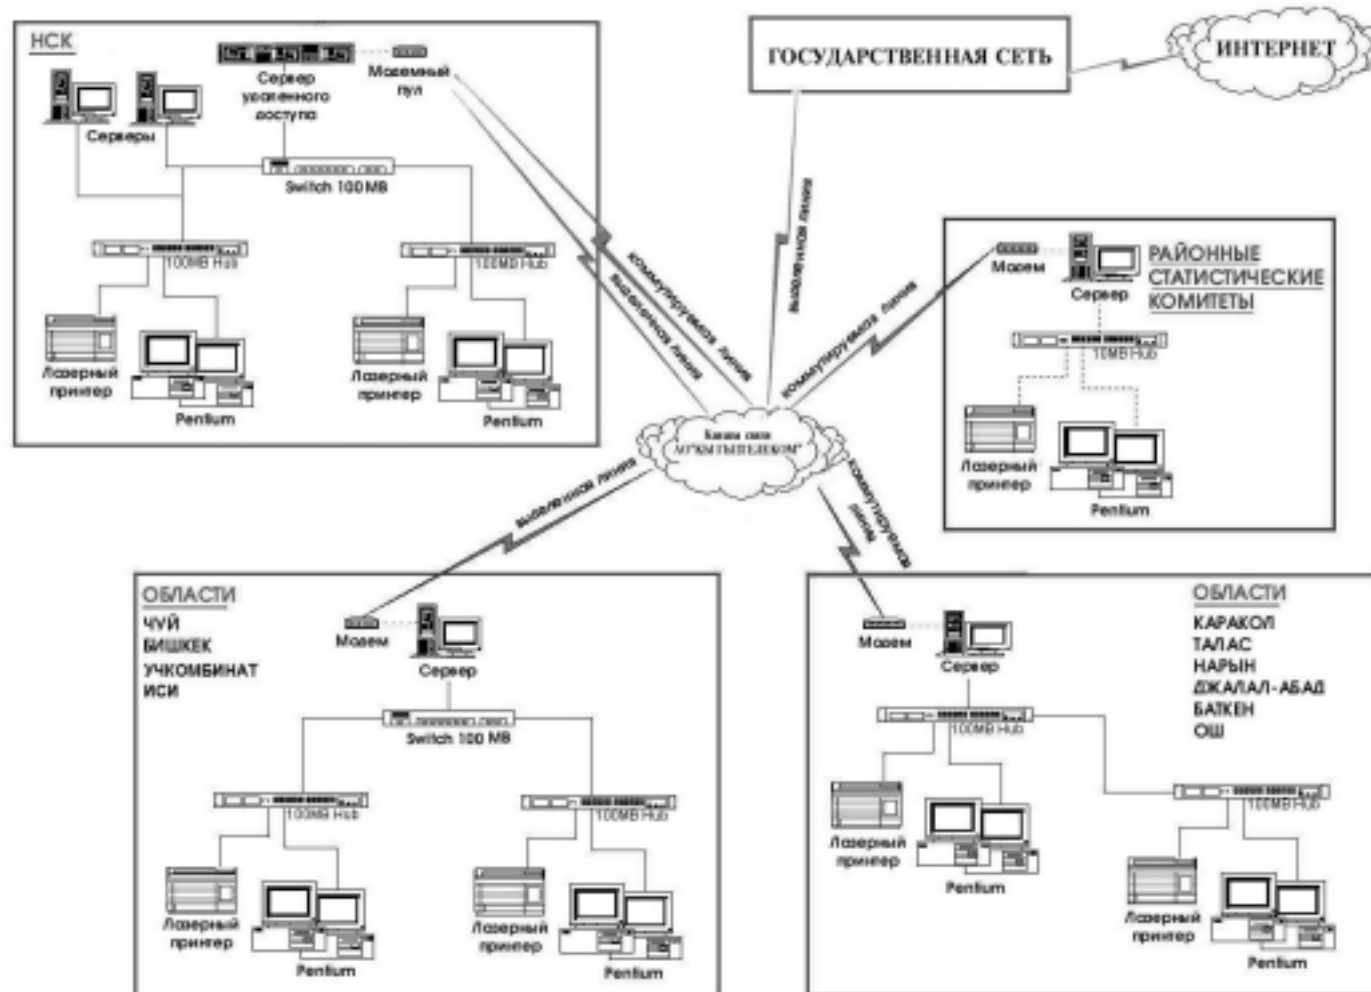 НСК
Сервер
удаленного
доступа
Модемный
пул
Серверы
Switch 100 MB
100MB Hub
100MB Hub
Лазерный
принтер
Pentium
Лазерный
принтер
Pentium
ГОСУДАРСТВЕННАЯ СЕТЬ
ИНТЕРНЕТ
коммутируемая линия
выделенная линия
выделенная линия
коммутируемая линия
Модем
Сервер
РАЙОННЫЕ
СТАТИСТИЧЕСКИЕ
КОМИТЕТЫ
10MB Hub
Лазерный
принтер
Pentium
АО "КЫРГЫЗТЕЛЕКОМ"
выделенная линия
коммутируемая
линия
ОБЛАСТИ
ЧУЙ
БИШКЕК
УЧКОМБИНАТ
ИСИ
Модем
Сервер
Switch 100 MB
100MB Hub
100MB Hub
Лазерный
принтер
Pentium
Лазерный
принтер
Pentium
Модем
Сервер
ОБЛАСТИ
КАРАКОЛ
ТАЛАС
НАРЫН
ДЖАЛАЛ-АБАД
БАТКЕН
ОШ
100MB Hub
100MB Hub
Лазерный
принтер
Pentium
Лазерный
принтер
Pentium